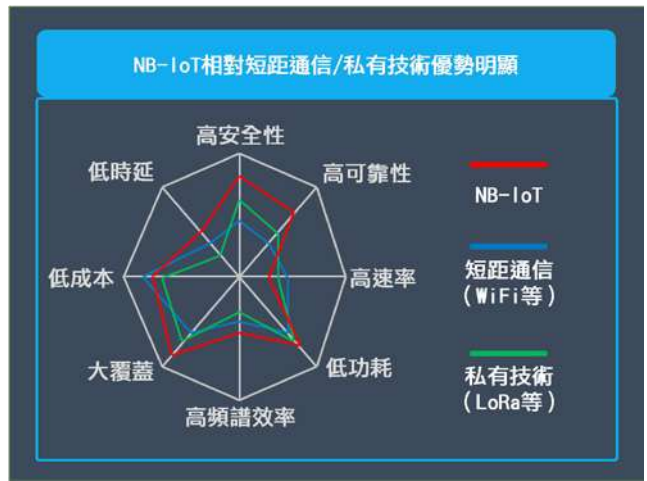 NB-IoT相對短距通信/私有技術優勢明顯
高安全性
低時延
高可靠性
低成本
高速率
大覆蓋
低功耗
高頻譜效率
NB-IoT
短距通信
(WiFi等)
私有技術
(LoRa等)